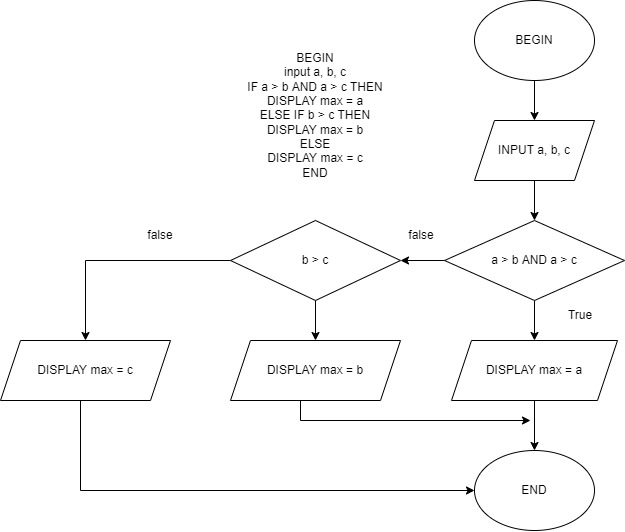 BEGIN
BEGIN
input a, b, c
IF a > b AND a > c THEN
DISPLAY max = a
ELSE IF b > c THEN
DISPLAY max = b
ELSE
DISPLAY max = c
END
INPUT a, b, c
false
false
b > c
a > b AND a > c
True
DISPLAY max = c
DISPLAY max = b
DISPLAY max = a
END